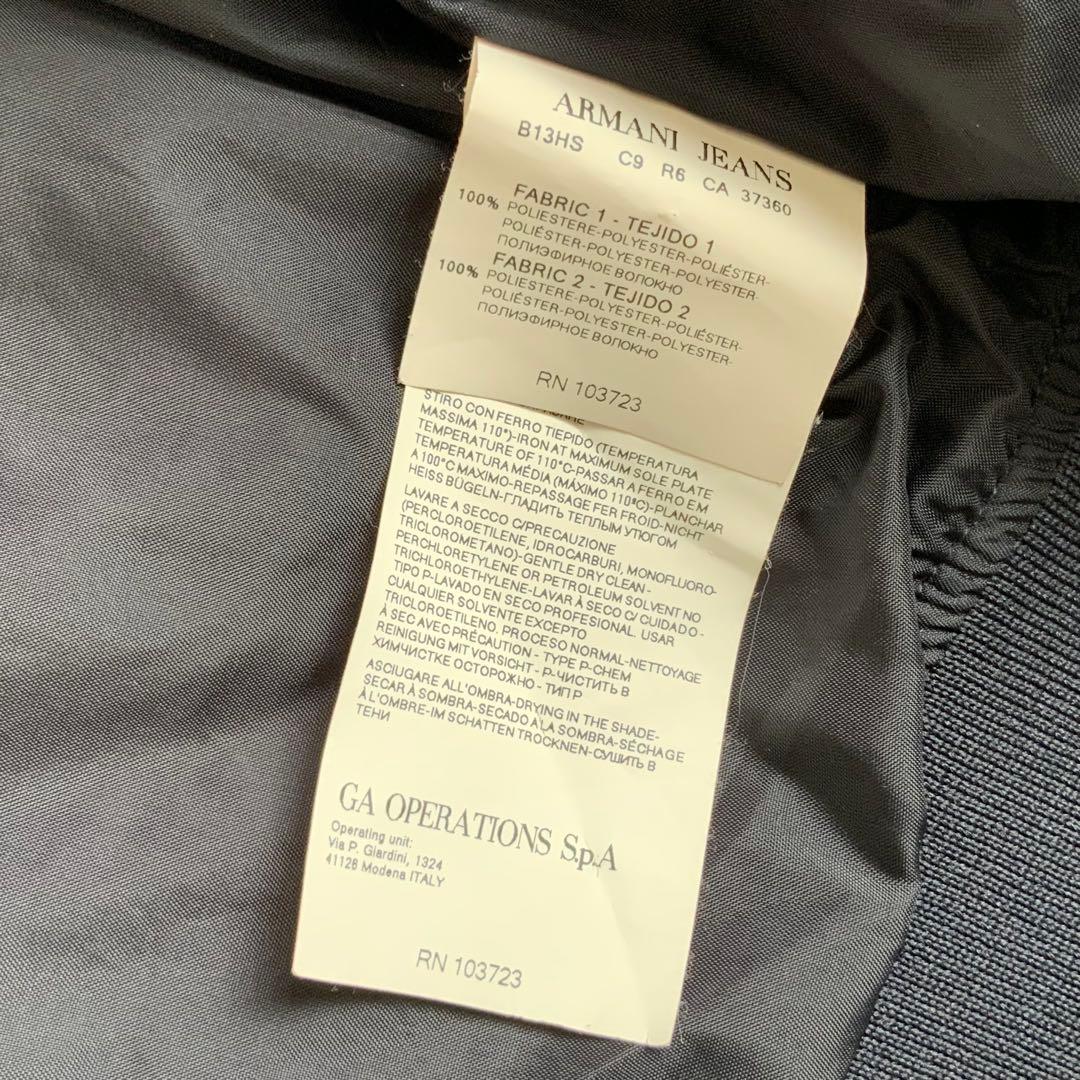 ARMANI JEANS
B13HS C9 R6 CA 37360
FABRIC 1 - TEJIDO 1
100% POLIESTERE-POLYESTER-POLIÉSTER-
POLIÉSTER-POLYESTER-POLYESTER-
ПОЛИЭФИРНОЕ ВОЛОКНО
FABRIC 2 - TEJIDO 2
100% POLIESTERE-POLYESTER-POLIÉSTER-
POLIÉSTER-POLYESTER-POLYESTER-
ПОЛИЭФИРНОЕ ВОЛОКНО
RN 103723
STIRO CON FERRO TIEPIDO (TEMPERATURA
MASSIMA 110°)-IRON AT MAXIMUM SOLE PLATE
TEMPERATURE OF 110°C-PASSAR A FERRO EM
TEMPERATURA MÉDIA (MÁXIMO 110°C)-PLANCHAR
A 100°C MAXIMO-REPASSAGE FER FROID-NICHT
HEISS BÜGELN-ГЛАДИТЬ ТЕПЛЫМ УТЮГОМ
LAVARE A SECCO C/PRECAUZIONE
(PERCLOROETILENE, IDROCARBURI, MONOFLUORO-
TRICLOROMETANO)-GENTLE DRY CLEAN -
PERCHLORETYLENE OR PETROLEUM SOLVENT NO
TRICHLOROETHYLENE-LAVAR À SECO C/ CUIDADO -
TIPO P-LAVADO EN SECO PROFESIONAL. USAR
CUALQUIER SOLVENTE EXCEPTO
TRICLOROETILENO. PROCESO NORMAL-NETTOYAGE
À SEC AVEC PRÉCAUTION - TYPE P-CHEM
REINIGUNG MIT VORSICHT - P-ЧИСТИТЬ В
ХИМЧИСТКЕ ОСТОРОЖНО - ТИП P
ASCIUGARE ALL'OMBRA-DRYING IN THE SHADE-
SECAR À SOMBRA-SECADO A LA SOMBRA-SÉCHAGE
À L'OMBRE-IM SCHATTEN TROCKNEN-СУШИТЬ В
ТЕНИ
GA OPERATIONS S.p.A
Operating unit:
Via P. Giardini, 1324
41126 Modena ITALY
RN 103723